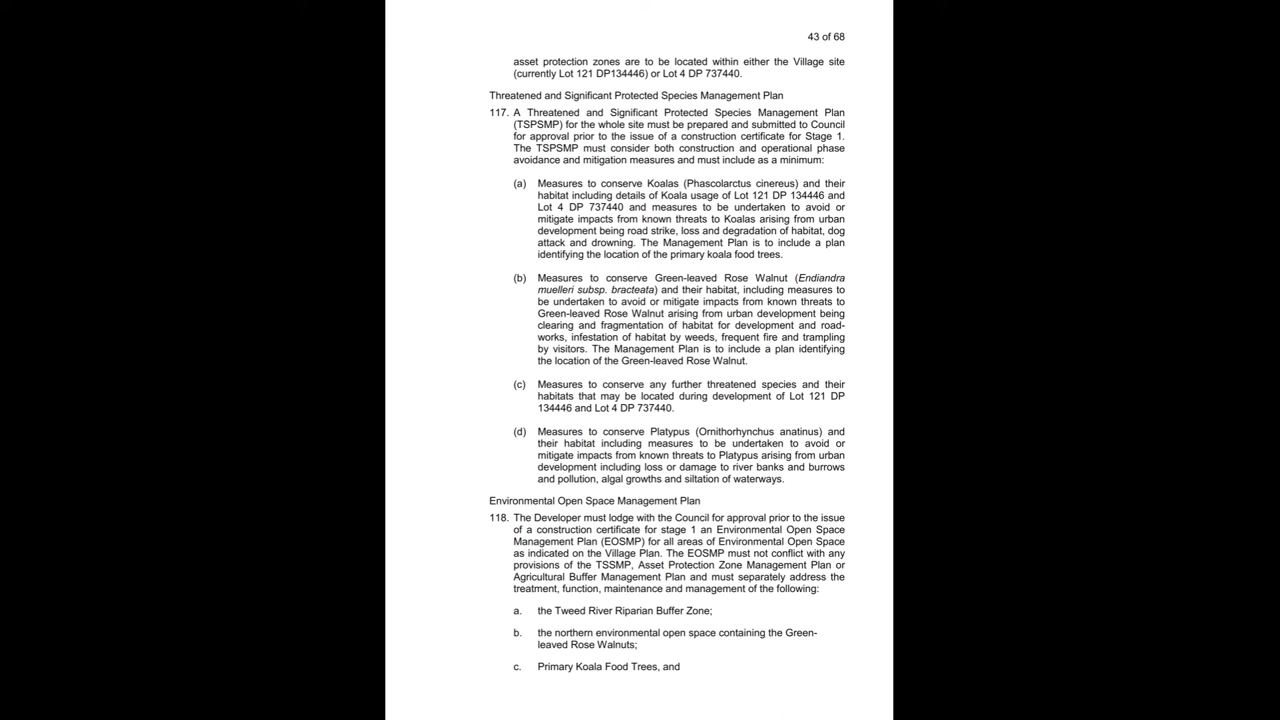 43 of 68
asset protection zones are to be located within either the Village site
(currently Lot 121 DP134446) or Lot 4 DP 737440.
Threatened and Significant Protected Species Management Plan
117. A Threatened and Significant Protected Species Management Plan
(TSPSMP) for the whole site must be prepared and submitted to Council
for approval prior to the issue of a construction certificate for Stage 1.
The TSPSMP must consider both construction and operational phase
avoidance and mitigation measures and must include as a minimum:
(a) Measures to conserve Koalas (Phascolarctus cinereus) and their
habitat including details of Koala usage of Lot 121 DP 134446 and
Lot 4 DP 737440 and measures to be undertaken to avoid or
mitigate impacts from known threats to Koalas arising from urban
development being road strike, loss and degradation of habitat, dog
attack and drowning. The Management Plan is to include a plan
identifying the location of the primary koala food trees.
(b) Measures to conserve Green-leaved Rose Walnut (Endiandra
muelleri subsp. bracteata) and their habitat, including measures to
be undertaken to avoid or mitigate impacts from known threats to
Green-leaved Rose Walnut arising from urban development being
clearing and fragmentation of habitat for development and road-
works, infestation of habitat by weeds, frequent fire and trampling
by visitors. The Management Plan is to include a plan identifying
the location of the Green-leaved Rose Walnut.
(c) Measures to conserve any further threatened species and their
habitats that may be located during development of Lot 121 DP
134446 and Lot 4 DP 737440.
(d) Measures to conserve Platypus (Ornithorhynchus anatinus) and
their habitat including measures to be undertaken to avoid or
mitigate impacts from known threats to Platypus arising from urban
development including loss or damage to river banks and burrows
and pollution, algal growths and siltation of waterways.
Environmental Open Space Management Plan
118. The Developer must lodge with the Council for approval prior to the issue
of a construction certificate for stage 1 an Environmental Open Space
Management Plan (EOSMP) for all areas of Environmental Open Space
as indicated on the Village Plan. The EOSMP must not conflict with any
provisions of the TSSMP, Asset Protection Zone Management Plan or
Agricultural Buffer Management Plan and must separately address the
treatment, function, maintenance and management of the following:
a. the Tweed River Riparian Buffer Zone;
b. the northern environmental open space containing the Green-
leaved Rose Walnuts;
c. Primary Koala Food Trees, and